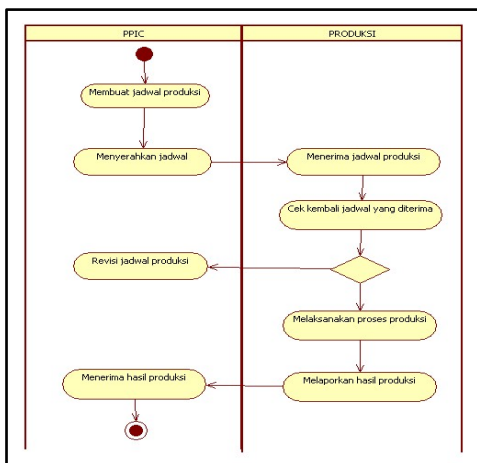 PPIC
PRODUKSI
Membuat jadwal produksi
Menyerahkan jadwal
Menerima jadwal produksi
Cek kembali jadwal yang diterima
Revisi jadwal produksi
Melaksanakan proses produksi
Menerima hasil produksi
Melaporkan hasil produksi